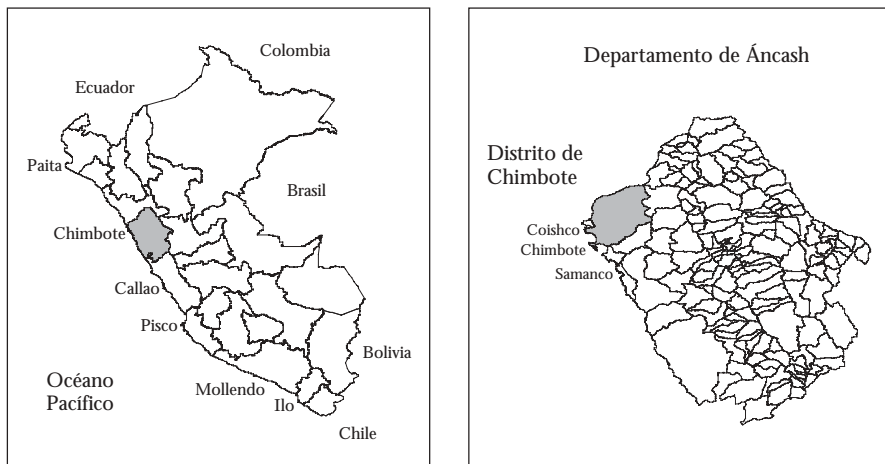 Colombia
Ecuador
Paita
Brasil
Chimbote
Callao
Pisco
Bolivia
Océano
Pacífico
Mollendo
Ilo
Chile
Departamento de Áncash
Distrito de
Chimbote
Coishco
Chimbote
Samanco